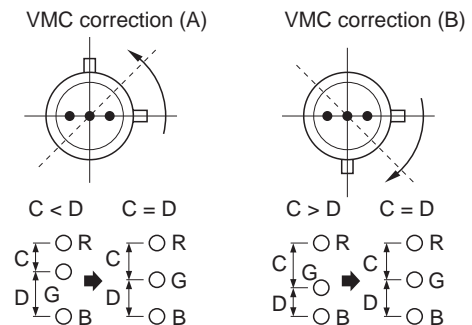 VMC correction (A)
VMC correction (B)
C < D
C = D
C > D
C = D
R
C
G
D
B
R
C
G
D
B
R
C
G
D
B
R
C
G
D
B